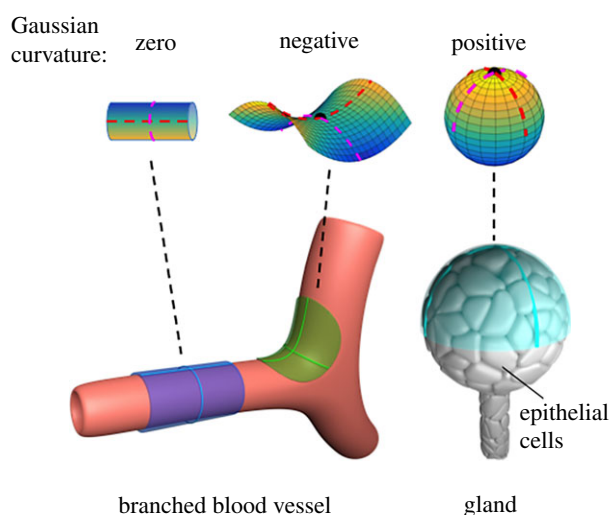 Gaussian
curvature:
zero
negative
positive
epithelial
cells
branched blood vessel
gland